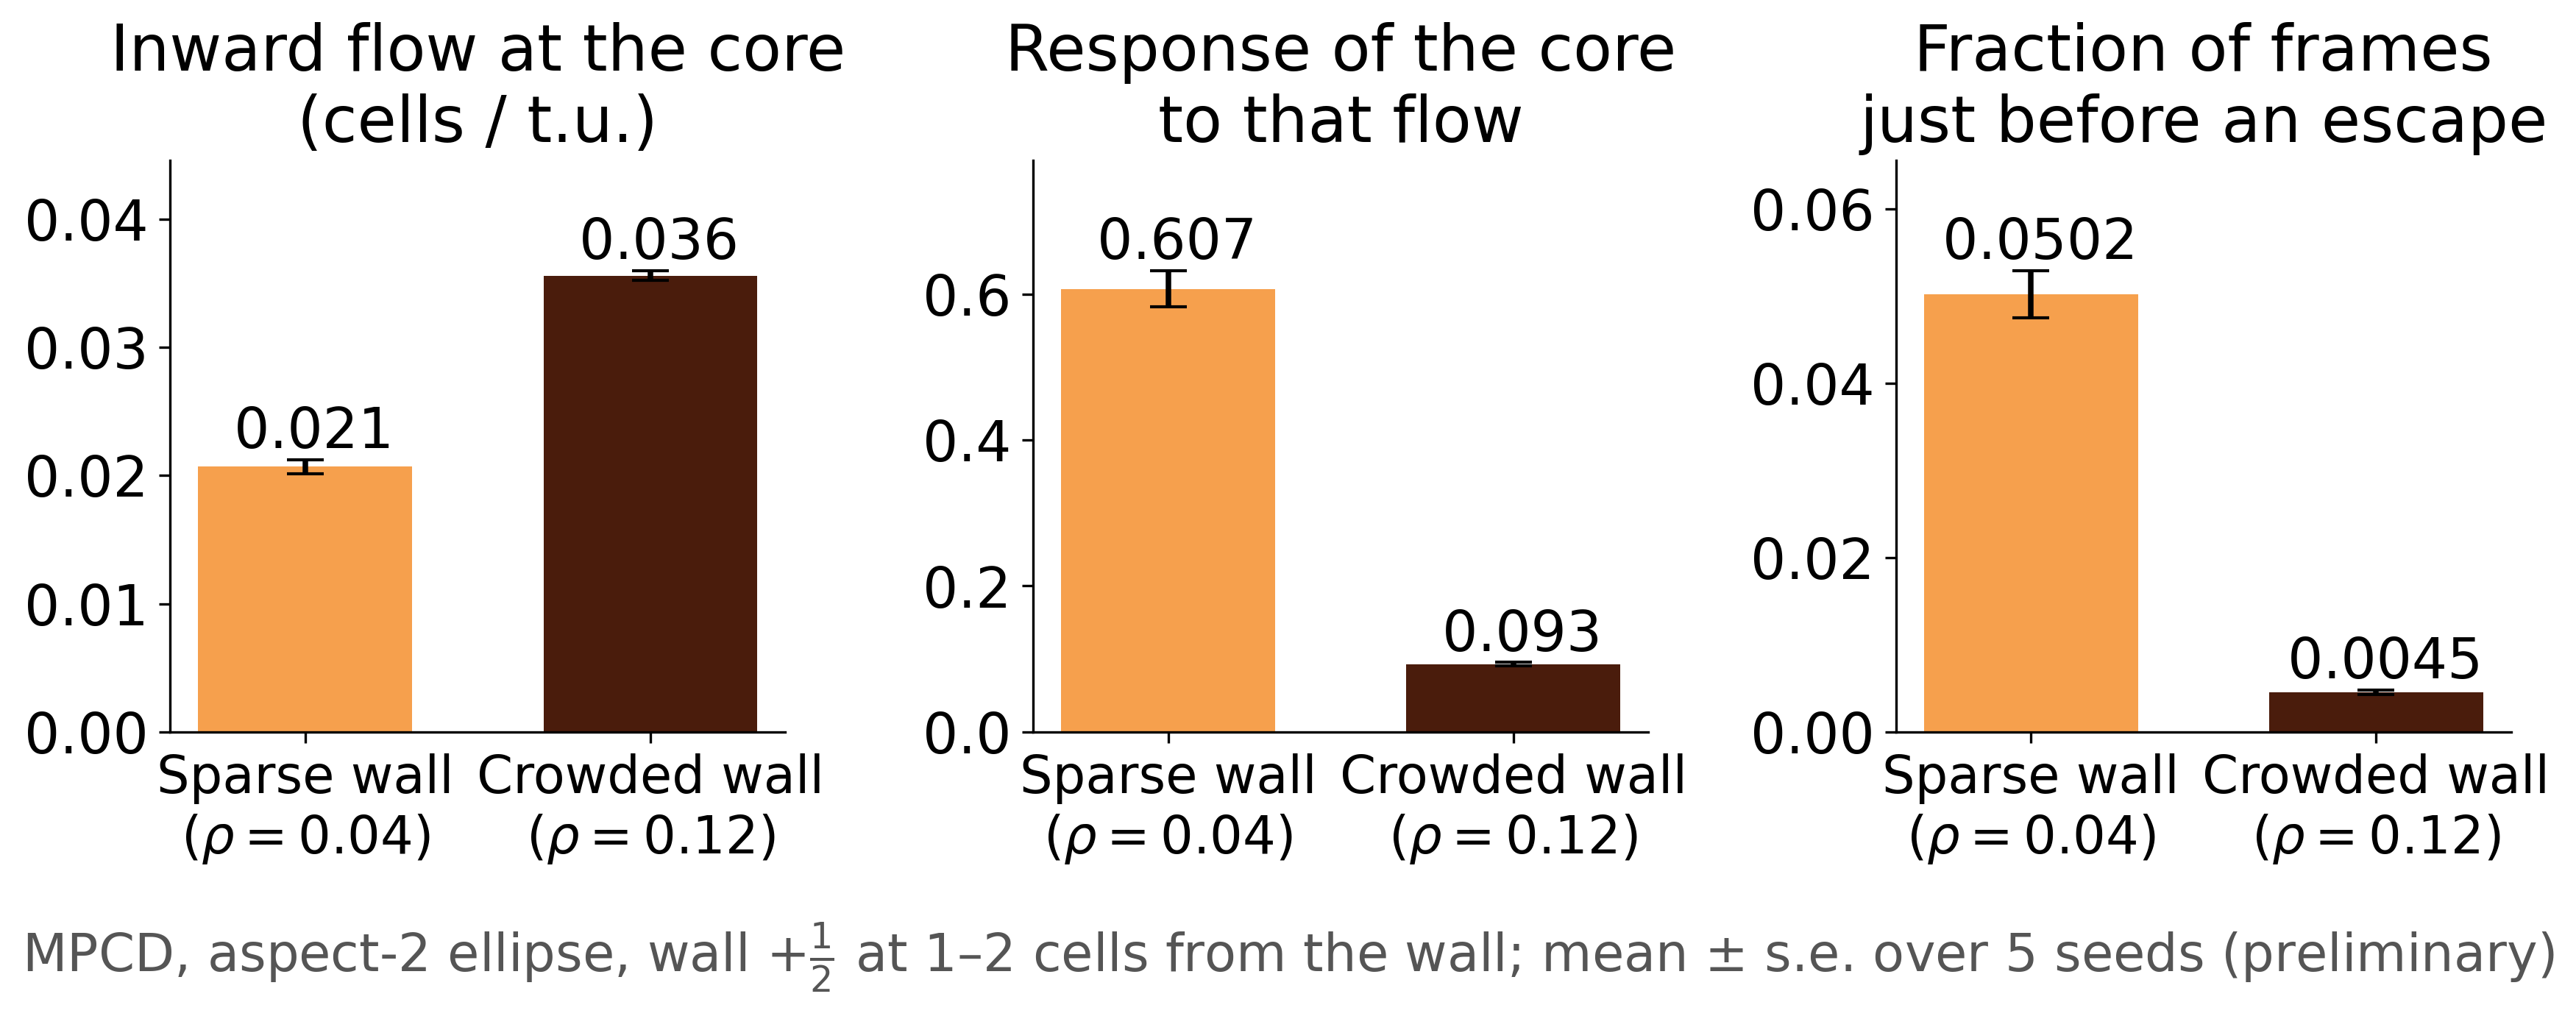 Inward flow at the core
(cells / t.u.)
0.04
0.03
0.02
0.01
0.00
0.021
0.036
Sparse wall
(ρ = 0.04)
Crowded wall
(ρ = 0.12)
Response of the core
to that flow
0.6
0.4
0.2
0.0
0.607
0.093
Sparse wall
(ρ = 0.04)
Crowded wall
(ρ = 0.12)
Fraction of frames
just before an escape
0.06
0.04
0.02
0.00
0.0502
0.0045
Sparse wall
(ρ = 0.04)
Crowded wall
(ρ = 0.12)
MPCD, aspect-2 ellipse, wall +1/2 at 1–2 cells from the wall; mean ± s.e. over 5 seeds (preliminary)